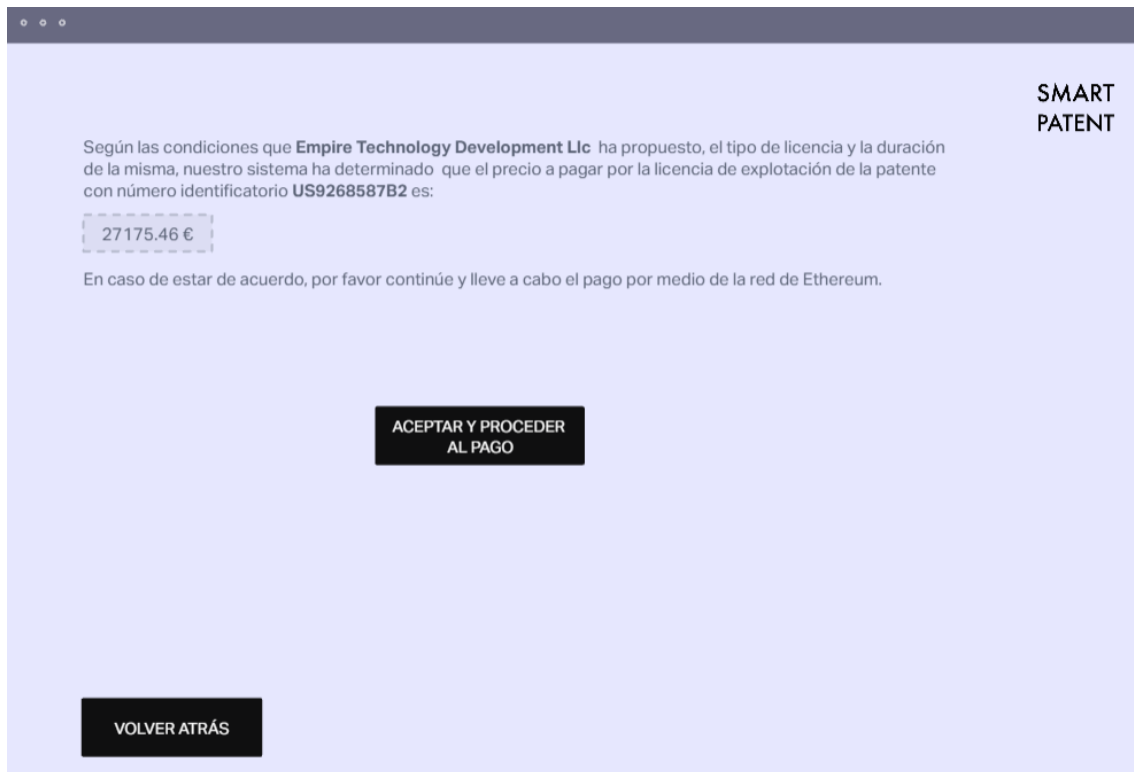 SMART
PATENT
Según las condiciones que Empire Technology Development Llc ha propuesto, el tipo de licencia y la duración
de la misma, nuestro sistema ha determinado que el precio a pagar por la licencia de explotación de la patente
con número identificatorio US9268587B2 es:
27175.46 €
En caso de estar de acuerdo, por favor continúe y lleve a cabo el pago por medio de la red de Ethereum.
ACEPTAR Y PROCEDER
AL PAGO
VOLVER ATRÁS